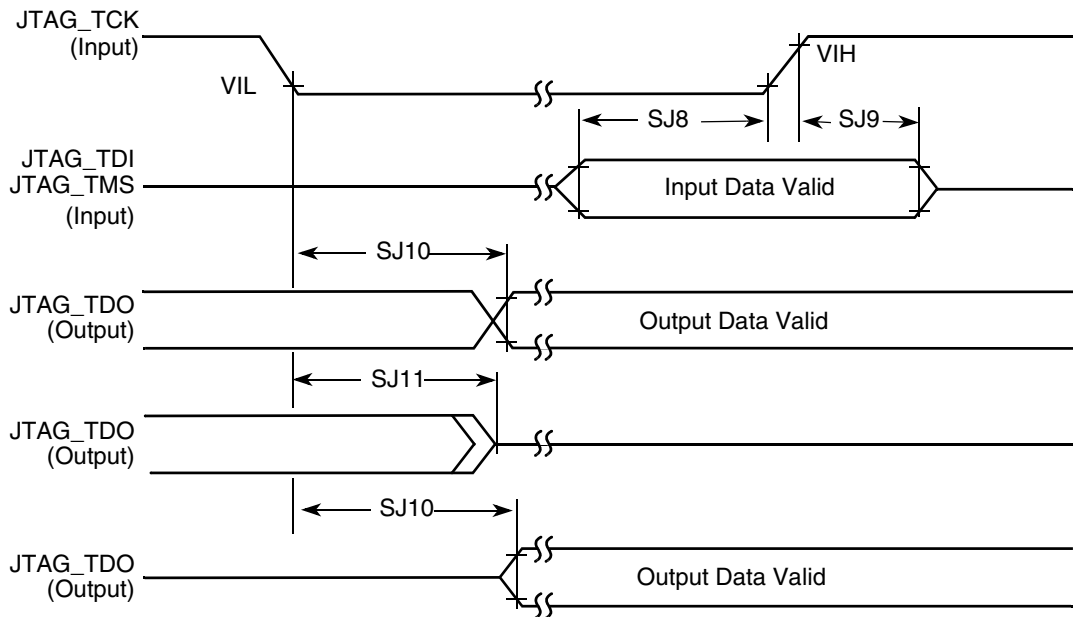 JTAG_TCK
(Input)
VIL
VIH
SJ8
SJ9
JTAG_TDI
JTAG_TMS
(Input)
Input Data Valid
SJ10
JTAG_TDO
(Output)
Output Data Valid
SJ11
JTAG_TDO
(Output)
SJ10
JTAG_TDO
(Output)
Output Data Valid